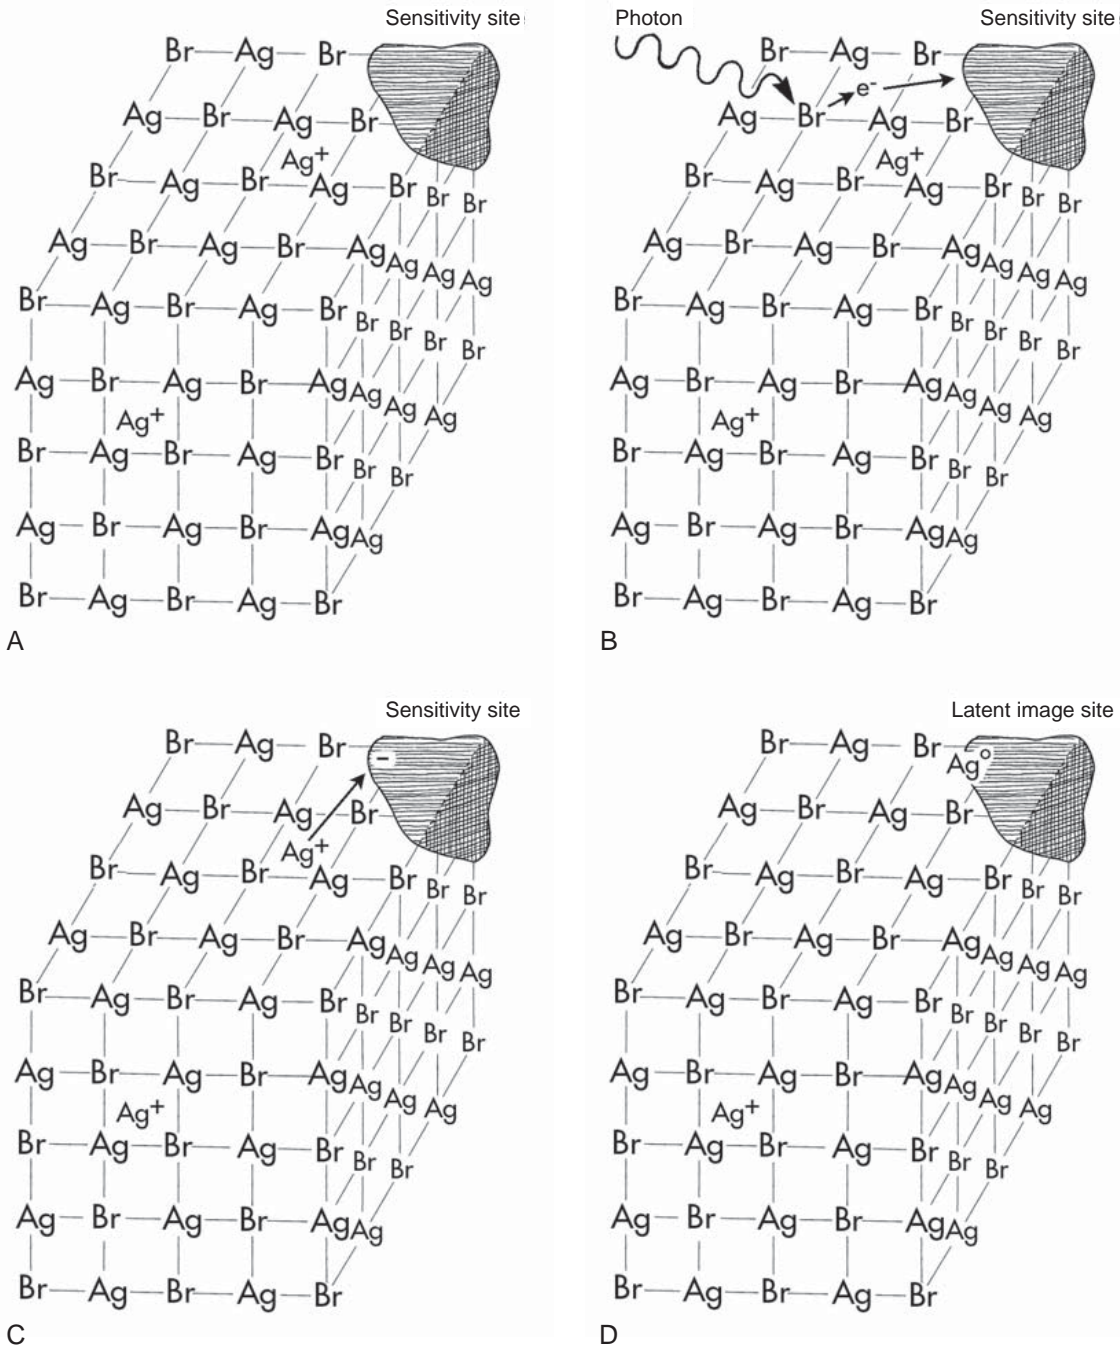 Sensitivity site
Br Ag Br
Ag Br Ag Br
Ag+
Br Ag Br Ag Br Br Br
Ag Br Ag Br Ag Ag Ag Ag
Br Ag Br Ag Br Br Br Br Br
Ag Br Ag Br Ag Ag Ag Ag
Ag+
Br Ag Br Ag Br Br Br
Ag Br Ag Br Ag Ag
Br Ag Br Ag Br
A
Photon
Sensitivity site
Br Ag Br
e-
Ag Br Ag Br
Ag+
Br Ag Br Ag Br Br Br
Ag Br Ag Br Ag Ag Ag Ag
Br Ag Br Ag Br Br Br Br Br
Ag Br Ag Br Ag Ag Ag Ag
Ag+
Br Ag Br Ag Br Br Br
Ag Br Ag Br Ag Ag
Br Ag Br Ag Br
B
Sensitivity site
Br Ag Br −
Ag Br Ag Br
Ag+
Br Ag Br Ag Br Br Br
Ag Br Ag Br Ag Ag Ag Ag
Br Ag Br Ag Br Br Br Br Br
Ag Br Ag Br Ag Ag Ag Ag
Ag+
Br Ag Br Ag Br Br Br
Ag Br Ag Br Ag Ag
Br Ag Br Ag Br
C
Latent image site
Br Ag Br
Ag°
Ag Br Ag Br
Br Ag Br Ag Br Br Br
Ag Br Ag Br Ag Ag Ag Ag
Br Ag Br Ag Br Br Br Br Br
Ag Br Ag Br Ag Ag Ag Ag
Ag+
Br Ag Br Ag Br Br Br
Ag Br Ag Br Ag Ag
Br Ag Br Ag Br
D